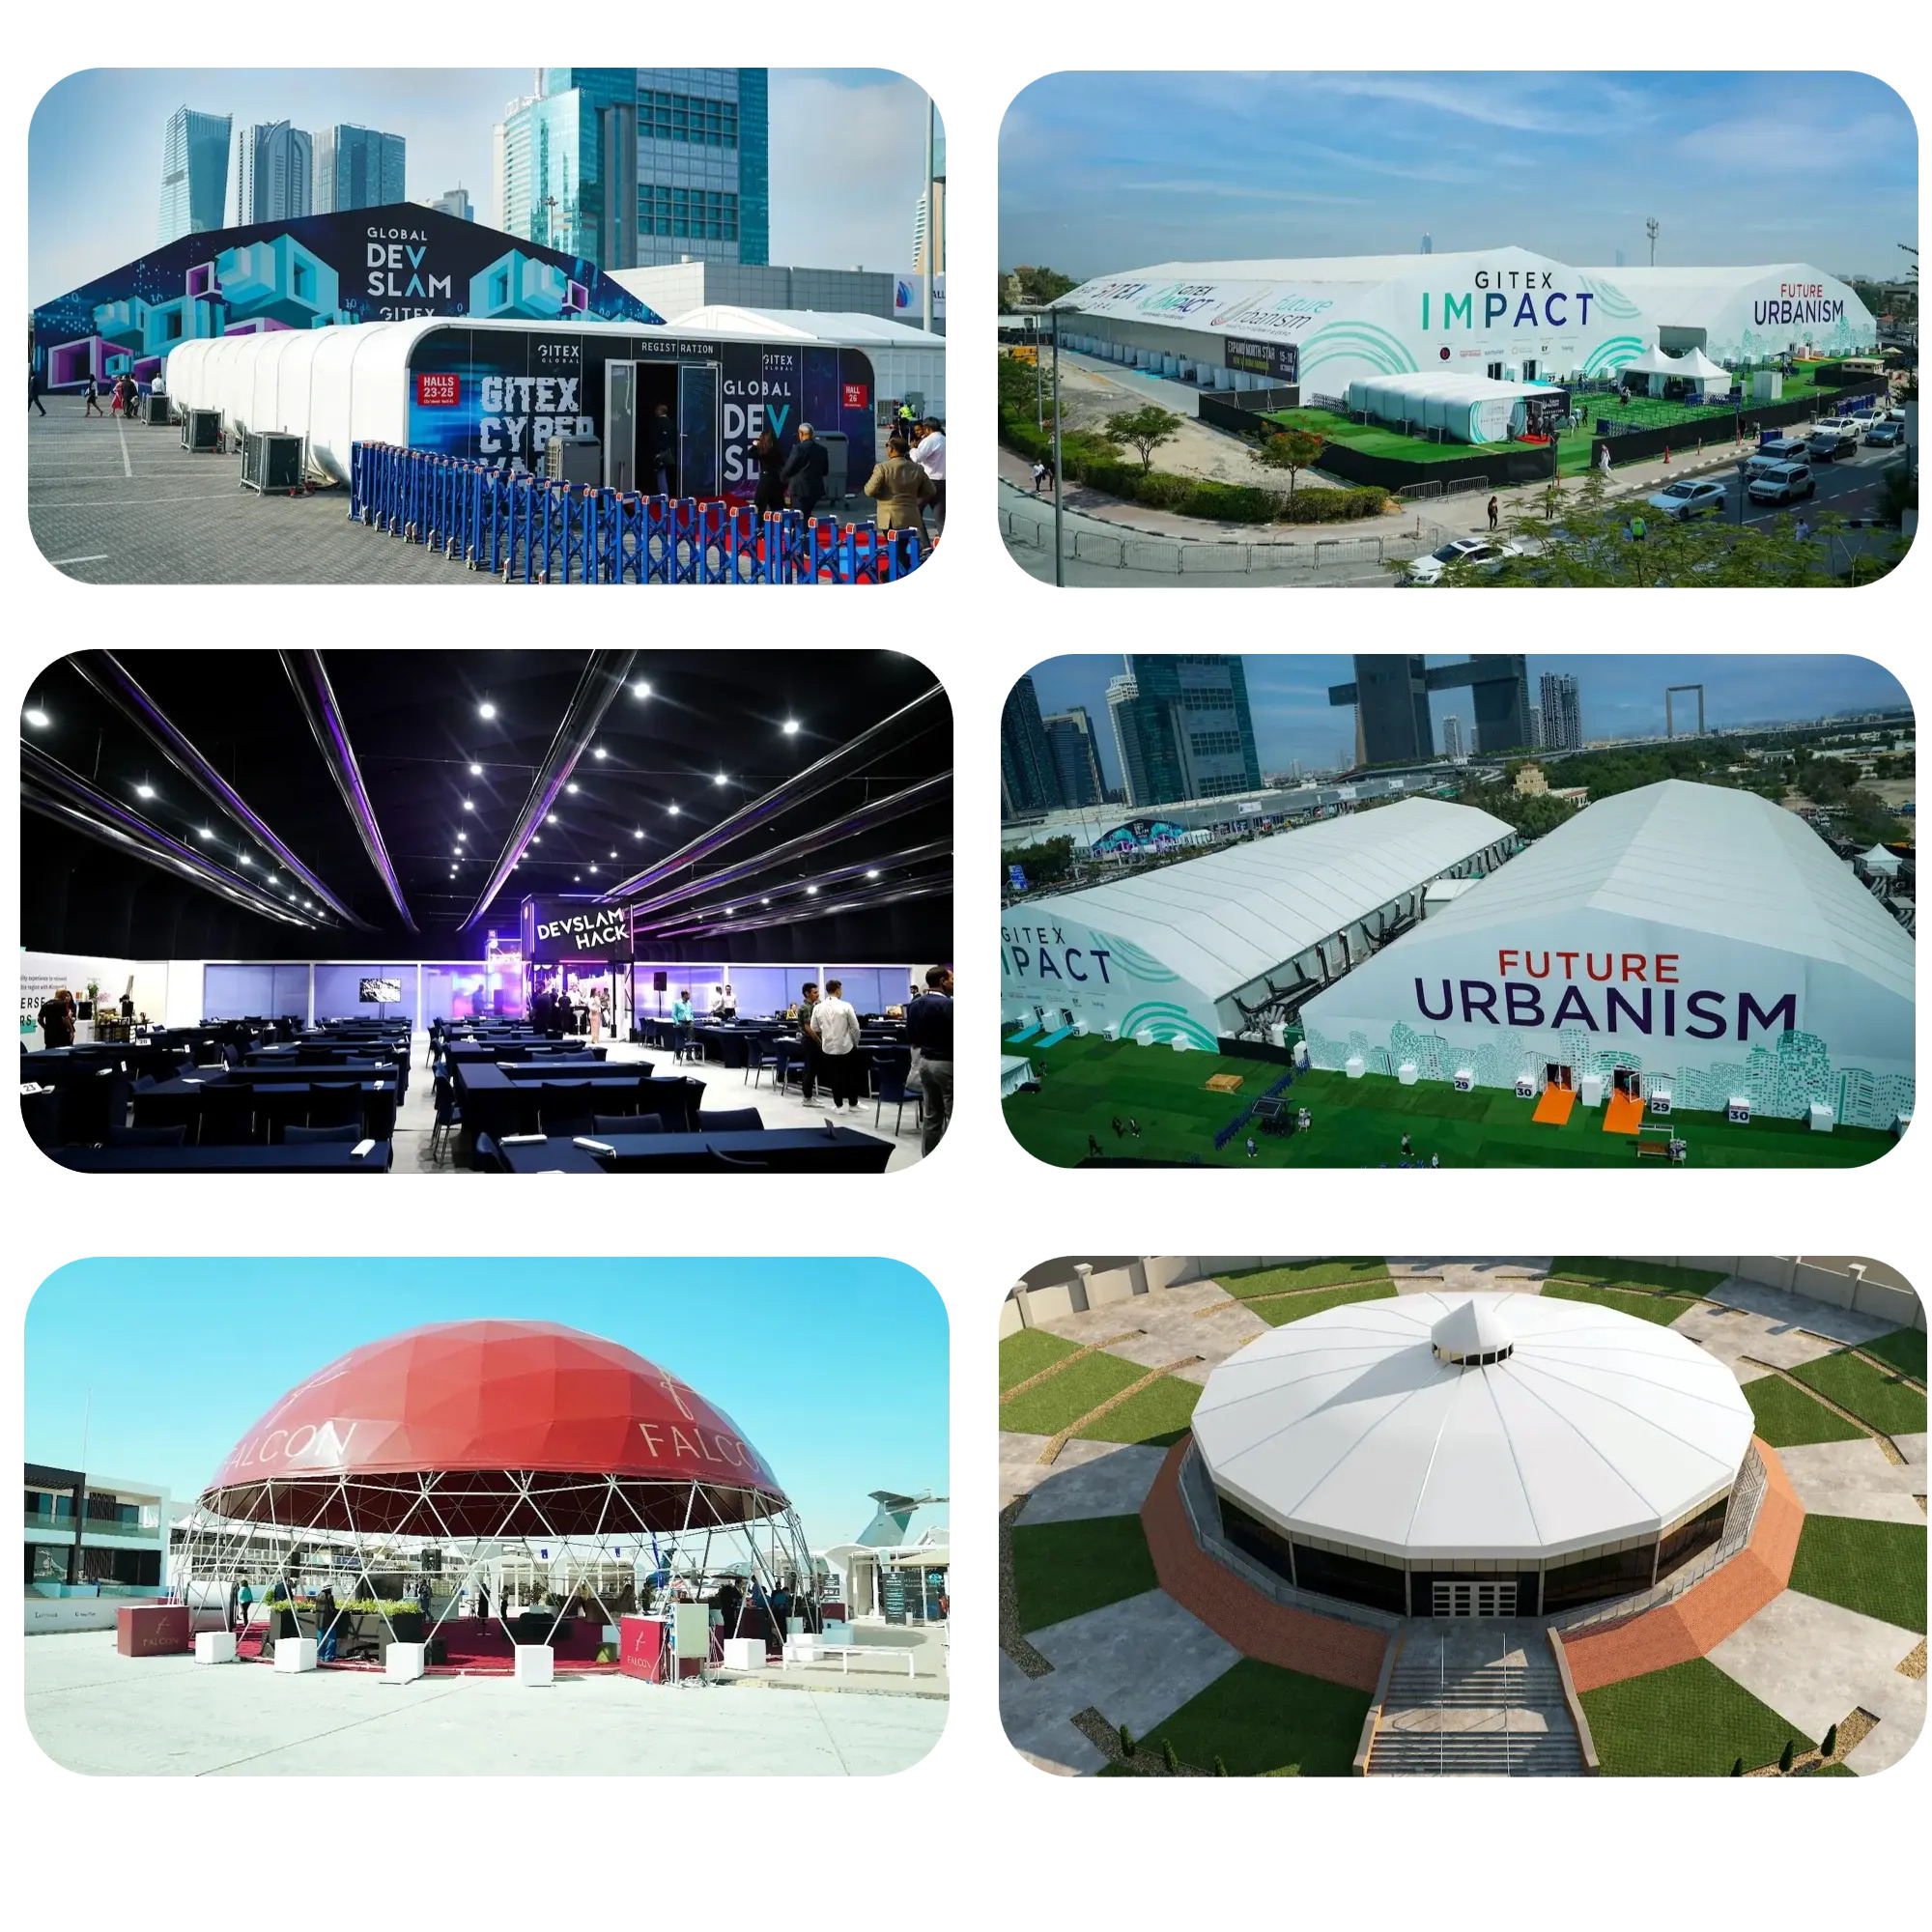 GLOBAL
DEV
SLAM
GITEX
GITEX
GLOBAL
REGISTRATION
GITEX
GLOBAL
HALLS
23-25
GITEX
CYBER
GLOBAL
DEV
HALL
26
GITEX
IMPACT
FUTURE
URBANISM
GITEX
IMPACT
future
urbanism
EXPAND NORTH STAR
15-18
DEVSLAM
HACK
23
GITEX
IPACT
FUTURE
URBANISM
29
30
29
30
FALCON
FALCO
FALCON
FALCON